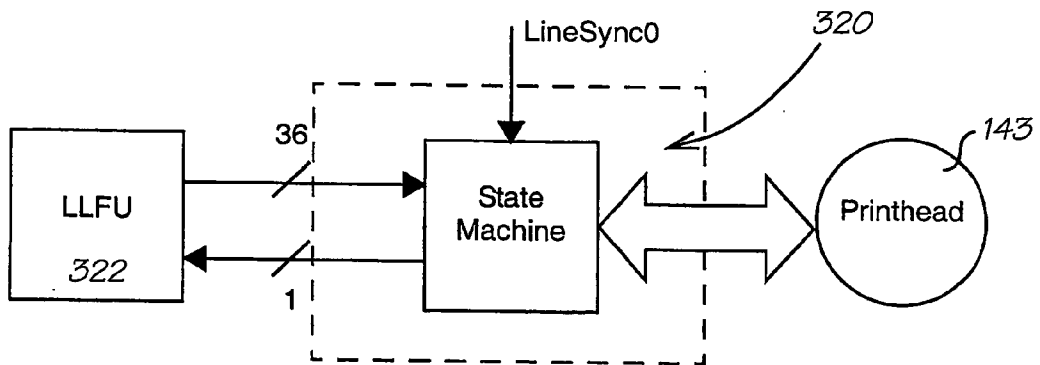 LineSync0
320
36
143
LLFU
State
Machine
Printhead
322
1